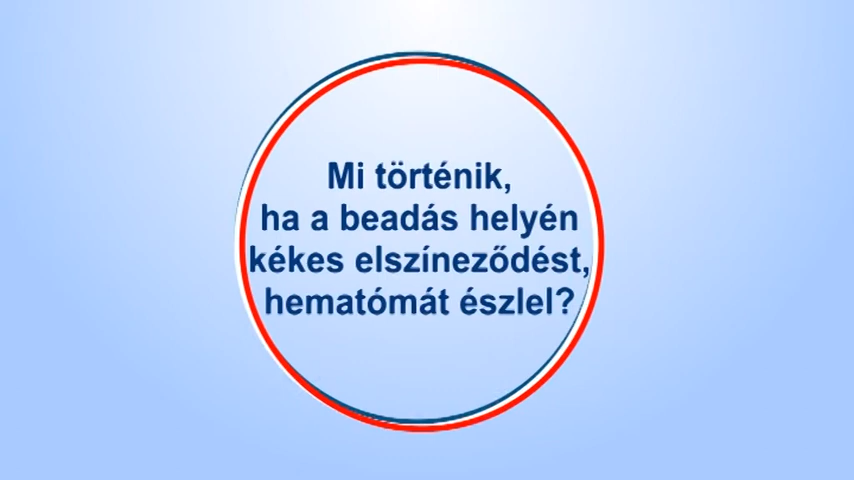 Mi történik,
ha a beadás helyén
kékes elszíneződést,
hematómát észlel?